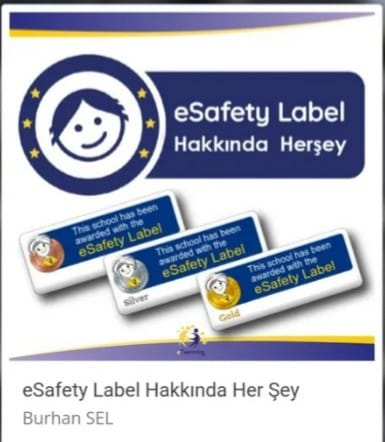 eSafety Label
Hakkında Herşey
This school has been
awarded with the
eSafety Label
This school has been
awarded with the
eSafety Label
Silver
This school has been
awarded with the
eSafety Label
Gold
eTwinning
eSafety Label Hakkında Her Şey
Burhan SEL